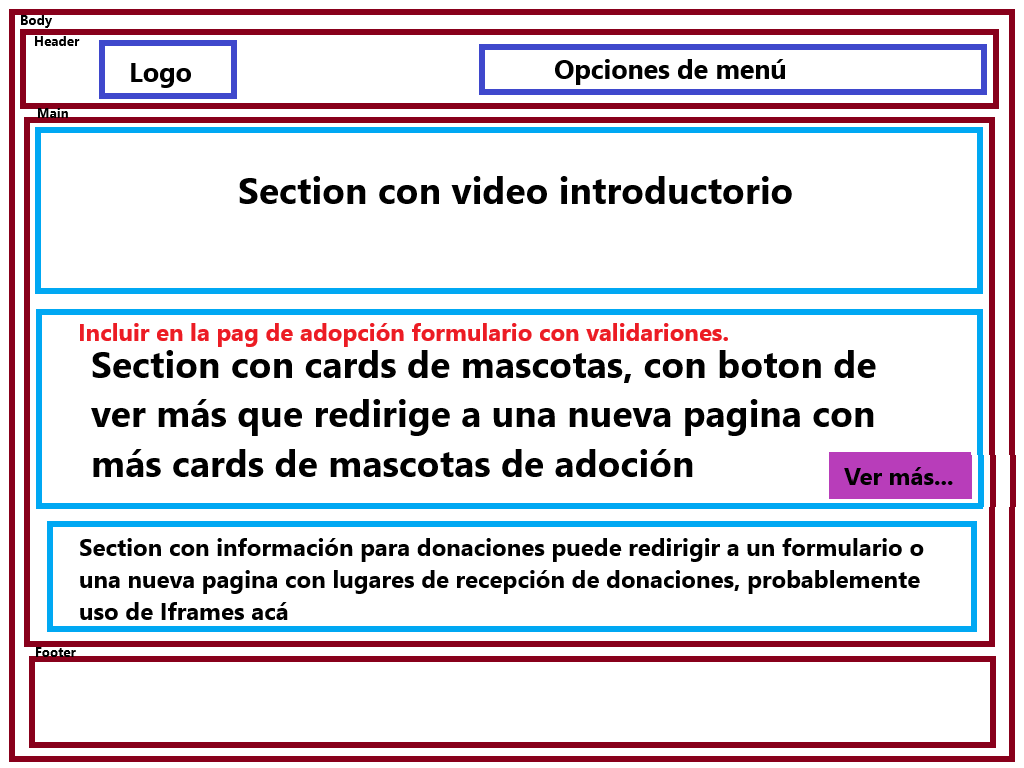 Body
Header
Logo
Opciones de menú
Main
Section con video introductorio
Incluir en la pag de adopción formulario con validariones.
Section con cards de mascotas, con boton de
ver más que redirige a una nueva pagina con
más cards de mascotas de adoción
Ver más...
Section con información para donaciones puede redirigir a un formulario o
una nueva pagina con lugares de recepción de donaciones, probablemente
uso de Iframes acá
Footer